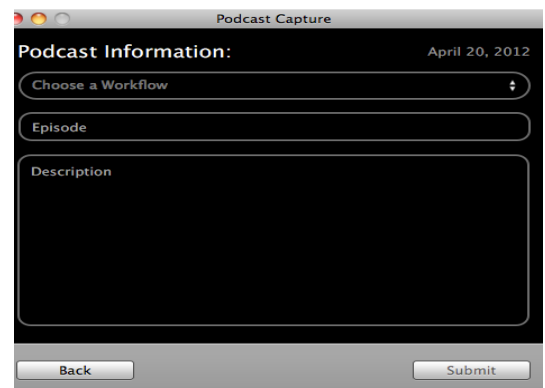 Podcast Capture
Podcast Information:
April 20, 2012
Choose a Workflow
Episode
Description
Back
Submit